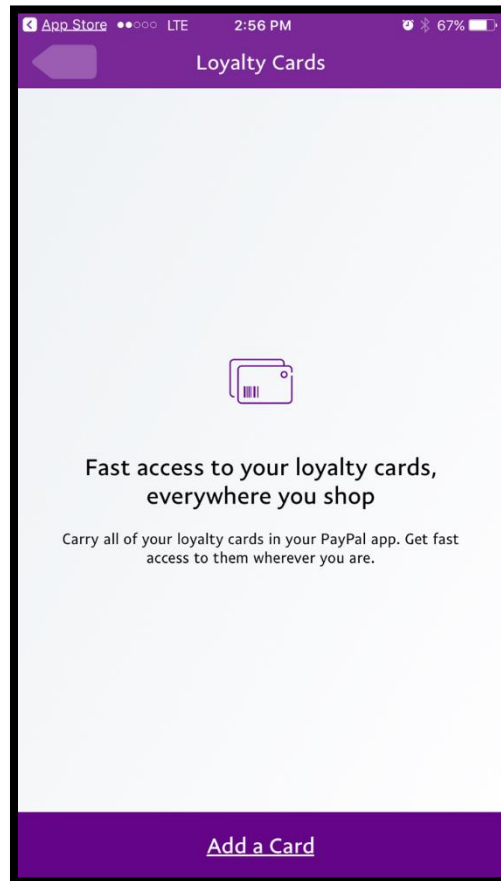 App Store LTE 2:56 PM 67%
Loyalty Cards
Fast access to your loyalty cards,
everywhere you shop
Carry all of your loyalty cards in your PayPal app. Get fast
access to them wherever you are.
Add a Card